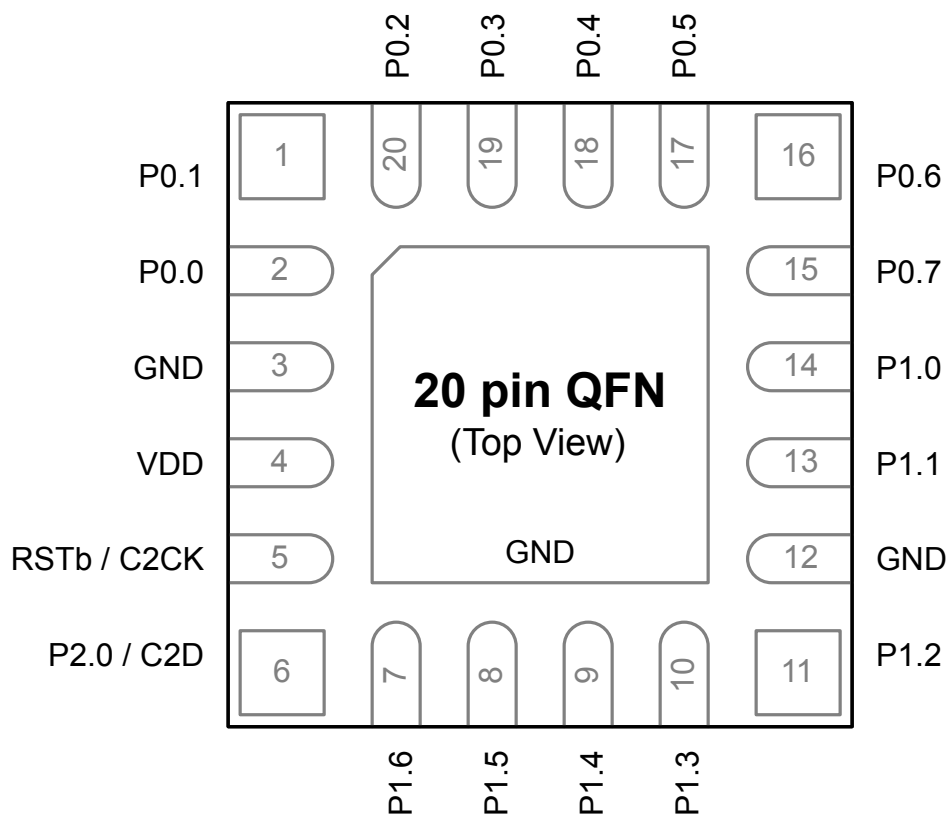 P0.2
P0.3
P0.4
P0.5
1
20
19
18
17
16
P0.1
P0.6
P0.0
2
15
P0.7
GND
3
14
P1.0
20 pin QFN
(Top View)
VDD
4
13
P1.1
RSTb / C2CK
5
GND
12
GND
P2.0 / C2D
6
7
8
9
10
11
P1.2
P1.6
P1.5
P1.4
P1.3